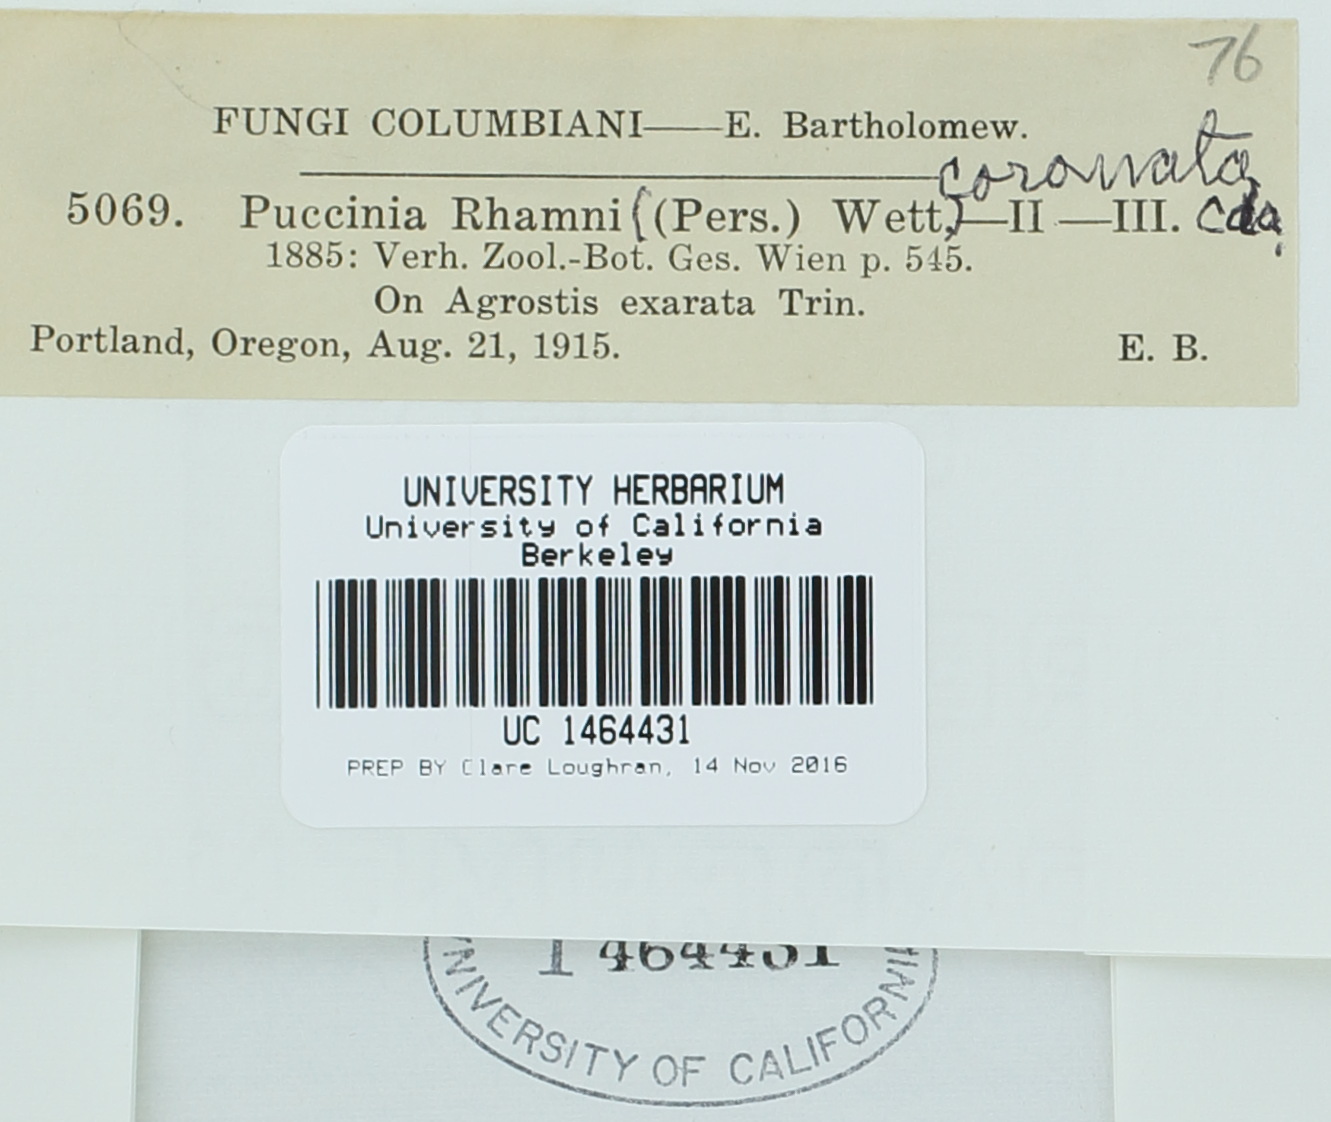 76
FUNGI COLUMBIANI——E. Bartholomew.
coronata
5069. Puccinia Rhamni ((Pers.) Wett.)—II—III. Cda.
1885: Verh. Zool.-Bot. Ges. Wien p. 545.
On Agrostis exarata Trin.
Portland, Oregon, Aug. 21, 1915. E. B.
UNIVERSITY HERBARIUM
University of California
Berkeley
UC 1464431
PREP BY Clare Loughran, 14 Nov 2016
1464431
UNIVERSITY OF CALIFORNI